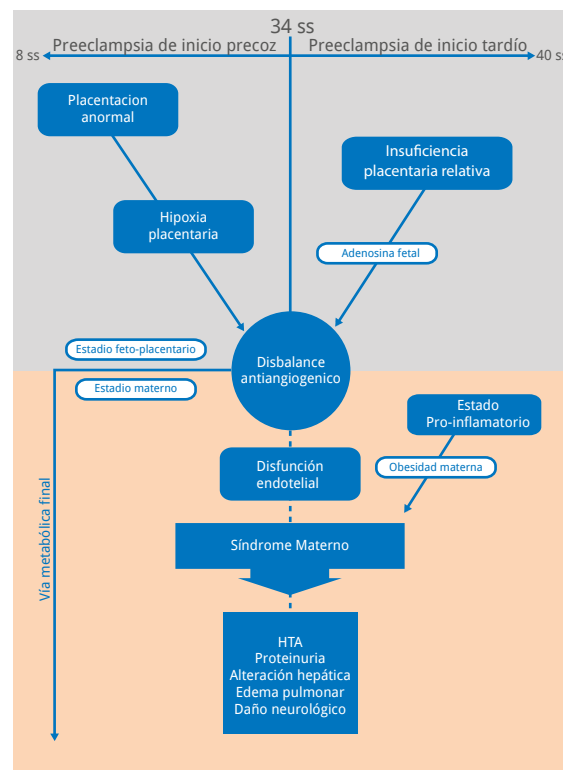 34 ss
Preeclampsia de inicio precoz
Preeclampsia de inicio tardío
8 ss
40 ss
Placentacion
anormal
Insuficiencia
placentaria relativa
Hipoxia
placentaria
Adenosina fetal
Estadio feto-placentario
Disbalance
antiangiogenico
Estadio materno
Estado
Pro-inflamatorio
Disfunción
endotelial
Obesidad materna
Vía metabólica final
Síndrome Materno
HTA
Proteinuria
Alteración hepática
Edema pulmonar
Daño neurológico